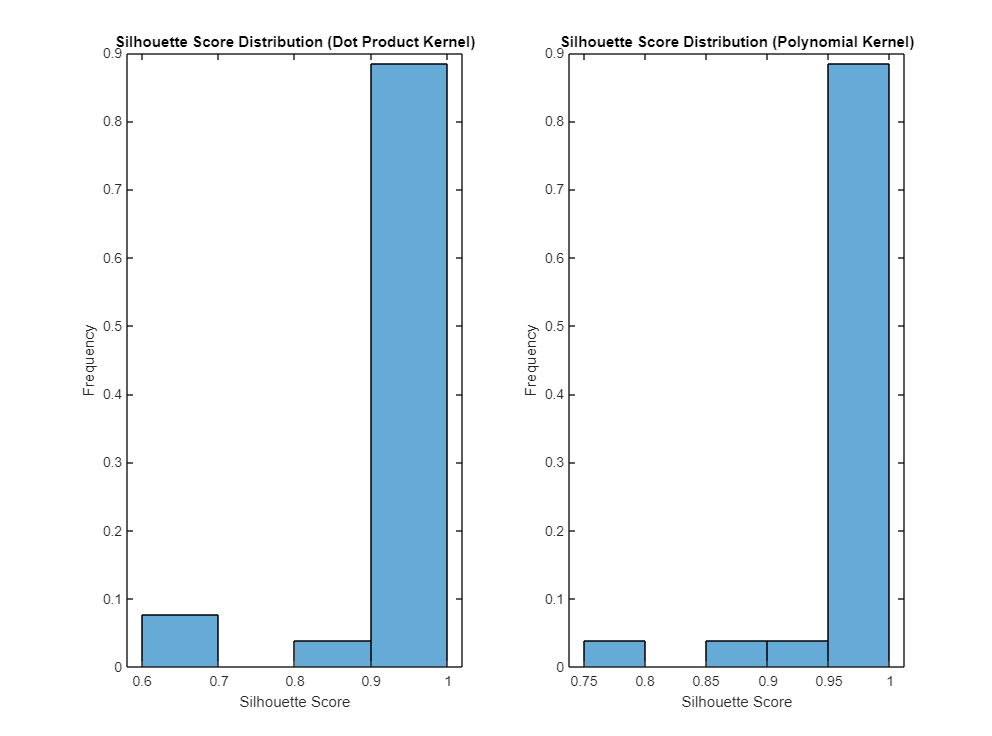 Silhouette Score Distribution (Dot Product Kernel)
0.9
0.8
0.7
0.6
0.5
0.4
0.3
0.2
0.1
0
Frequency
0.6 0.7 0.8 0.9 1
Silhouette Score
Silhouette Score Distribution (Polynomial Kernel)
0.9
0.8
0.7
0.6
0.5
0.4
0.3
0.2
0.1
0
Frequency
0.75 0.8 0.85 0.9 0.95 1
Silhouette Score